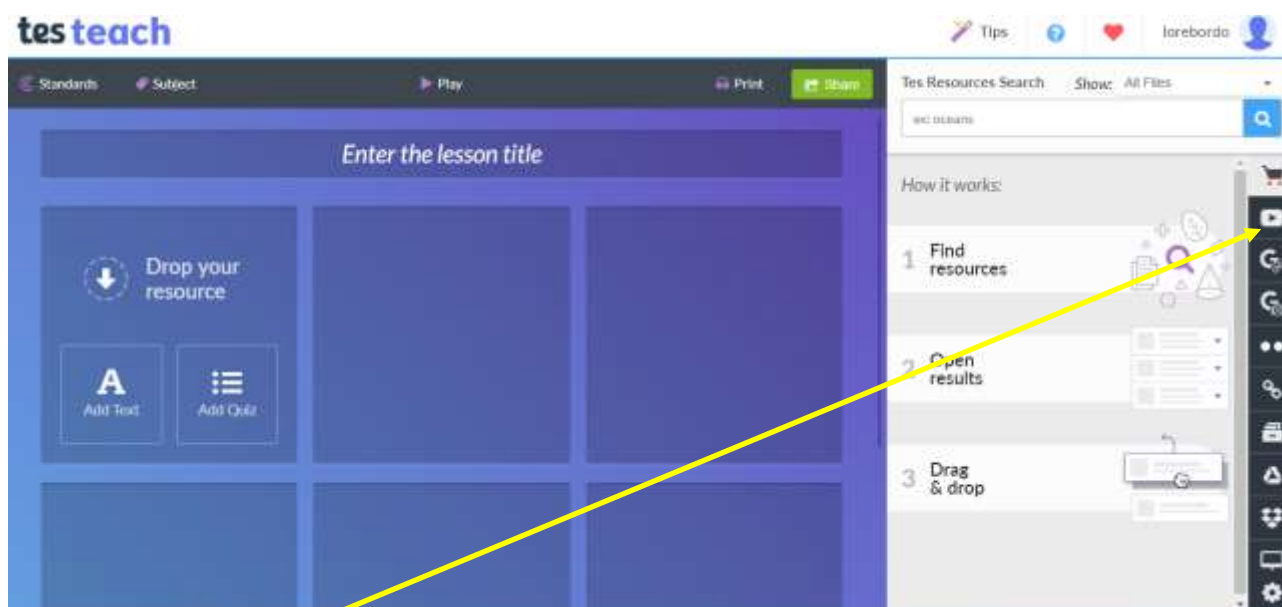 tes teach
Tips
lorebordo
Standards Subject Play Print Share
Tes Resources Search Show: All Files
Enter the lesson title
How it works:
Drop your
resource
Add Text Add Quiz
1 Find
resources
2 Open
results
3 Drag
& drop